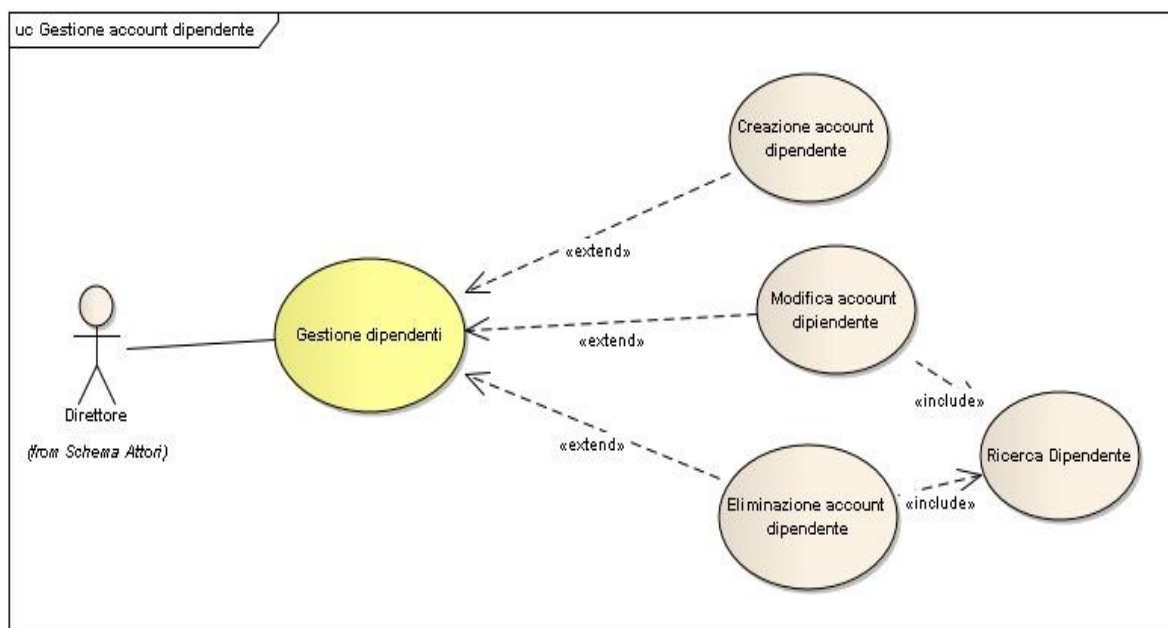 uc Gestione account dipendente
Creazione account
dipendente
«extend»
Modifica acoount
dipiendente
Gestione dipendenti
«extend»
«include»
Direttore
(from Schema Attori)
«extend»
Ricerca Dipendente
Eliminazione account
dipendente
«include»